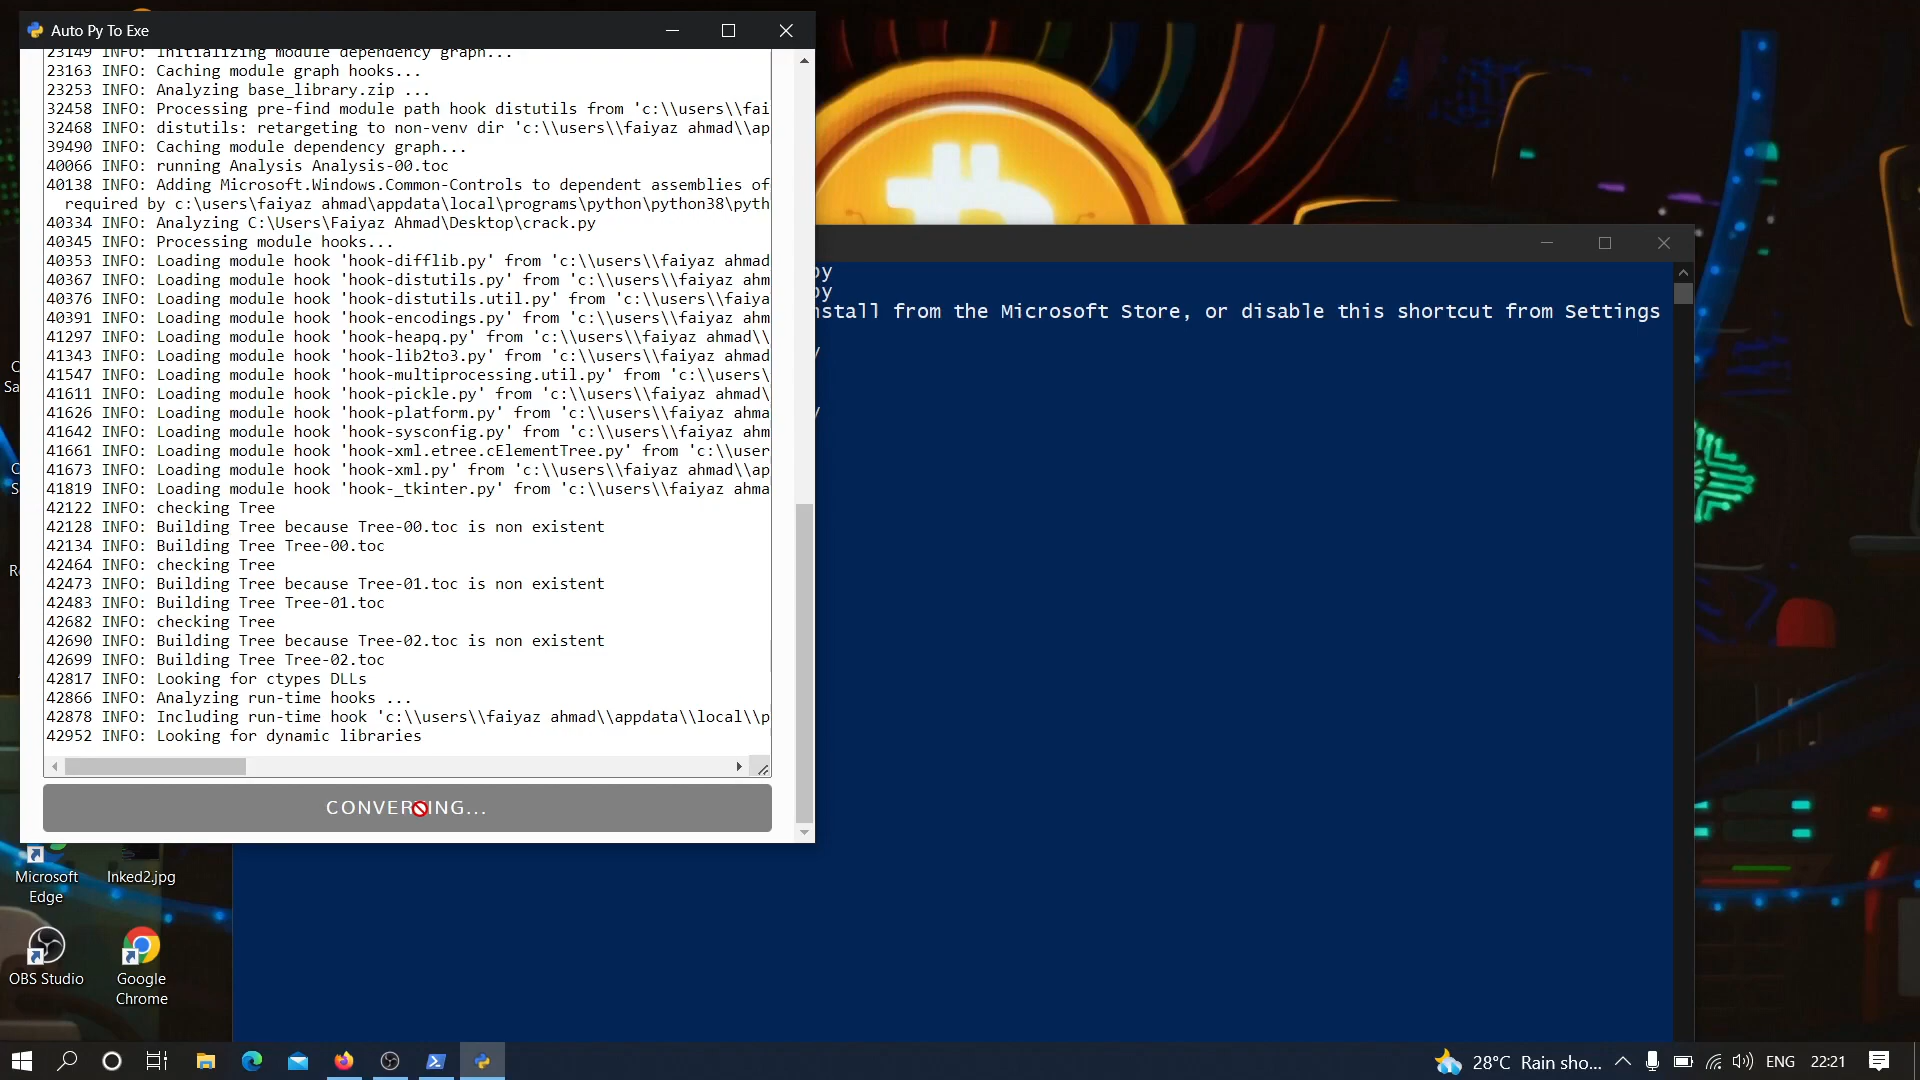 Auto Py To Exe
23149 INFO: Initializing module dependency graph...
23163 INFO: Caching module graph hooks...
23253 INFO: Analyzing base_library.zip ...
32458 INFO: Processing pre-find module path hook distutils from 'c:\\users\\fai
32468 INFO: distutils: retargeting to non-venv dir 'c:\\users\\faiyaz ahmad\\ap
39490 INFO: Caching module dependency graph...
40066 INFO: running Analysis Analysis-00.toc
40138 INFO: Adding Microsoft.Windows.Common-Controls to dependent assemblies of
required by c:\users\faiyaz ahmad\appdata\local\programs\python\python38\pyth
40334 INFO: Analyzing C:\Users\Faiyaz Ahmad\Desktop\crack.py
40345 INFO: Processing module hooks...
40353 INFO: Loading module hook 'hook-difflib.py' from 'c:\\users\\faiyaz ahmad
40367 INFO: Loading module hook 'hook-distutils.py' from 'c:\\users\\faiyaz ahm
40376 INFO: Loading module hook 'hook-distutils.util.py' from 'c:\\users\\faiya
40391 INFO: Loading module hook 'hook-encodings.py' from 'c:\\users\\faiyaz ahm
41297 INFO: Loading module hook 'hook-heapq.py' from 'c:\\users\\faiyaz ahmad\\
41343 INFO: Loading module hook 'hook-lib2to3.py' from 'c:\\users\\faiyaz ahmad
41547 INFO: Loading module hook 'hook-multiprocessing.util.py' from 'c:\\users\
41611 INFO: Loading module hook 'hook-pickle.py' from 'c:\\users\\faiyaz ahmad\
41626 INFO: Loading module hook 'hook-platform.py' from 'c:\\users\\faiyaz ahma
41642 INFO: Loading module hook 'hook-sysconfig.py' from 'c:\\users\\faiyaz ahm
41661 INFO: Loading module hook 'hook-xml.etree.cElementTree.py' from 'c:\\user
41673 INFO: Loading module hook 'hook-xml.py' from 'c:\\users\\faiyaz ahmad\\ap
41819 INFO: Loading module hook 'hook-_tkinter.py' from 'c:\\users\\faiyaz ahma
42122 INFO: checking Tree
42128 INFO: Building Tree because Tree-00.toc is non existent
42134 INFO: Building Tree Tree-00.toc
42464 INFO: checking Tree
42473 INFO: Building Tree because Tree-01.toc is non existent
42483 INFO: Building Tree Tree-01.toc
42682 INFO: checking Tree
42690 INFO: Building Tree because Tree-02.toc is non existent
42699 INFO: Building Tree Tree-02.toc
42817 INFO: Looking for ctypes DLLs
42866 INFO: Analyzing run-time hooks ...
42878 INFO: Including run-time hook 'c:\\users\\faiyaz ahmad\\appdata\\local\\p
42952 INFO: Looking for dynamic libraries
CONVERTING...
py
py
nstall from the Microsoft Store, or disable this shortcut from Settings
Microsoft
Edge
Inked2.jpg
OBS Studio
Google
Chrome
28°C Rain sho...
ENG
22:21